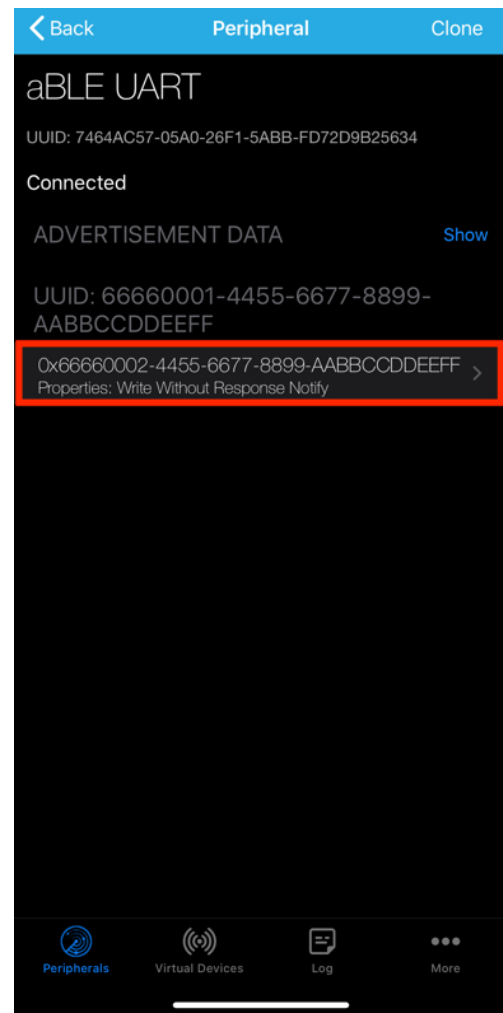 Back Peripheral Clone
aBLE UART
UUID: 7464AC57-05A0-26F1-5ABB-FD72D9B25634
Connected
ADVERTISEMENT DATA Show
UUID: 66660001-4455-6677-8899-
AABBCCDDEEFF
0x66660002-4455-6677-8899-AABBCCDDEEFF
Properties: Write Without Response Notify
Peripherals Virtual Devices Log More